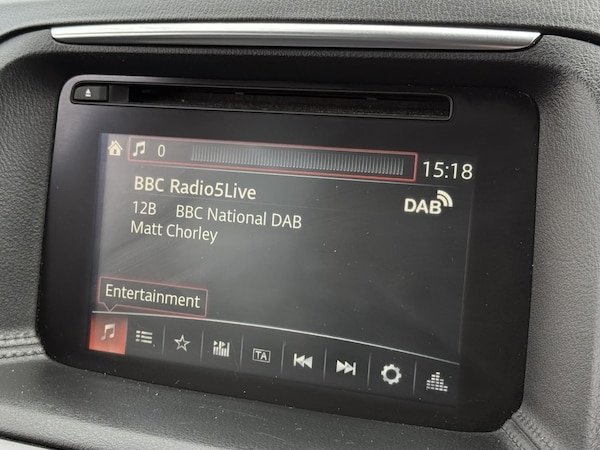 0
15:18
BBC Radio5Live
DAB
12B BBC National DAB
Matt Chorley
Entertainment
TA